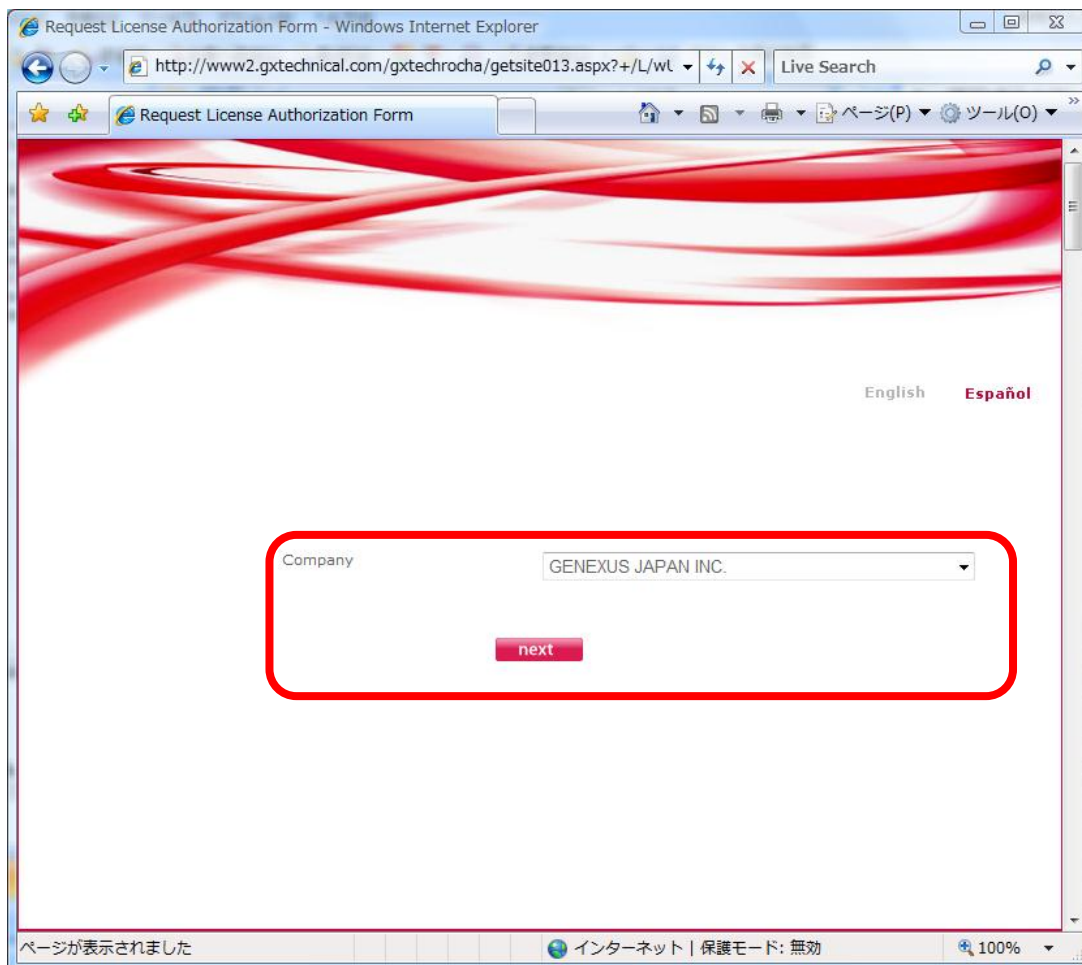 Request License Authorization Form - Windows Internet Explorer
http://www2.gxtechnical.com/gxtechrocha/getsite013.aspx?+/L/wl Live Search
Request License Authorization Form ページ(P) ツール(O) »
English Español
Company GENEXUS JAPAN INC.
next
ページが表示されました インターネット | 保護モード: 無効 100%